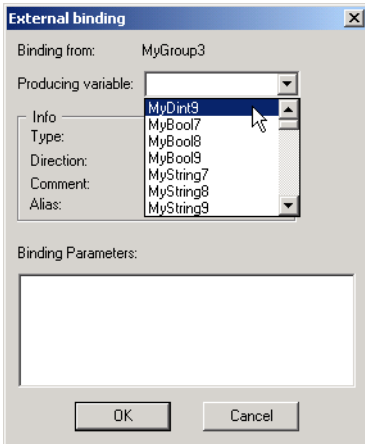 External binding
Binding from: MyGroup3
Producing variable:
MyDint9
Info
MyBool7
Type:
MyBool8
Direction:
MyBool9
MyString7
Comment:
MyString8
Alias:
MyString9
Binding Parameters:
OK Cancel